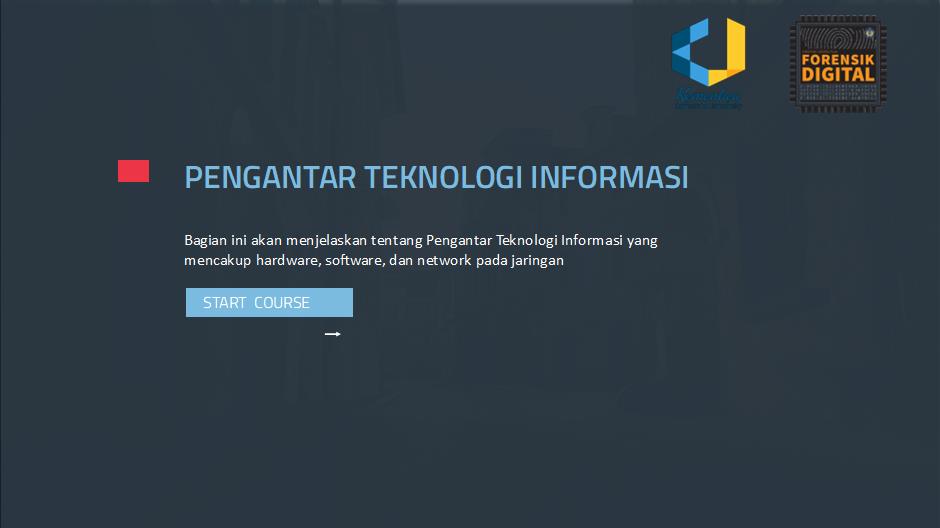 FORENSIK
DIGITAL
PENGANTAR TEKNOLOGI INFORMASI
Bagian ini akan menjelaskan tentang Pengantar Teknologi Informasi yang
mencakup hardware, software, dan network pada jaringan
START COURSE